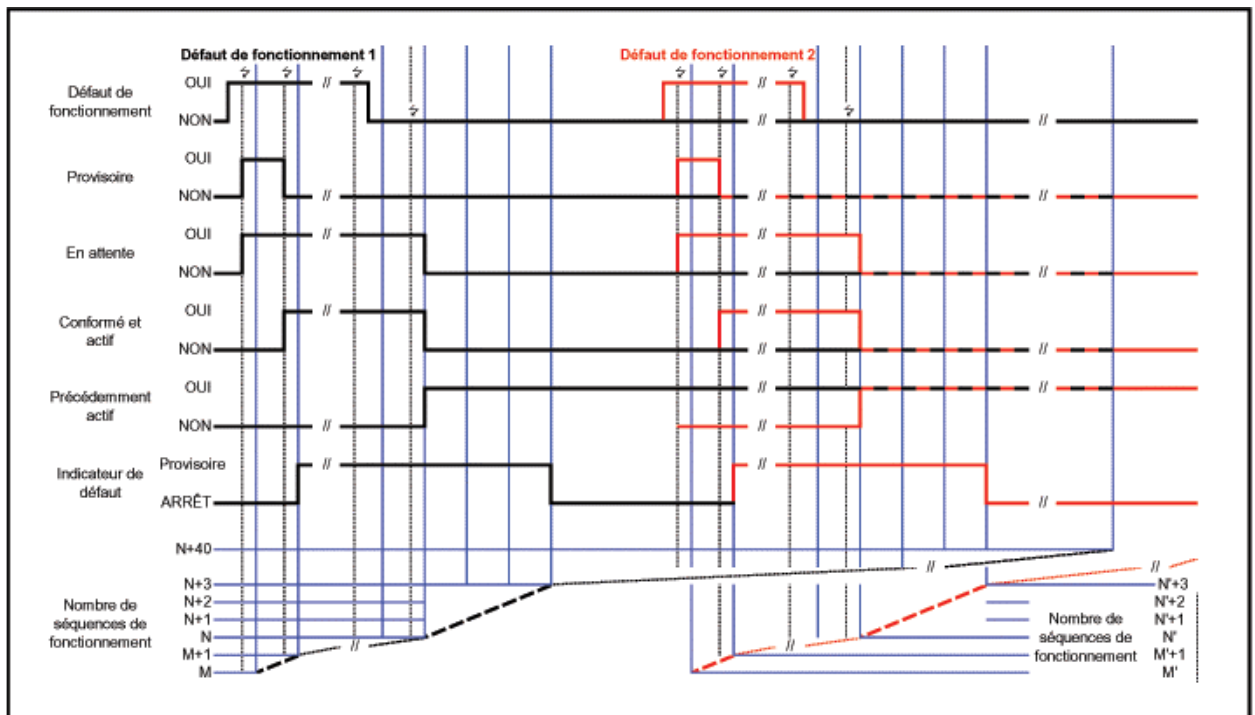 Défaut de fonctionnement 1
Défaut de fonctionnement 2
Défaut de
fonctionnement
OUI
NON
//
//
//
Provisoire
OUI
NON
//
//
//
En attente
OUI
NON
//
//
//
Conformé et
actif
OUI
NON
//
//
//
Précédemment
actif
OUI
NON
//
//
//
Indicateur de
défaut
Provisoire
ARRÊT
//
//
//
Nombre de
séquences de
fonctionnement
N+40
N+3
N+2
N+1
N
M+1
M
//
//
//
//
Nombre de
séquences de
fonctionnement
N'+3
N'+2
N'+1
N'
M'+1
M'